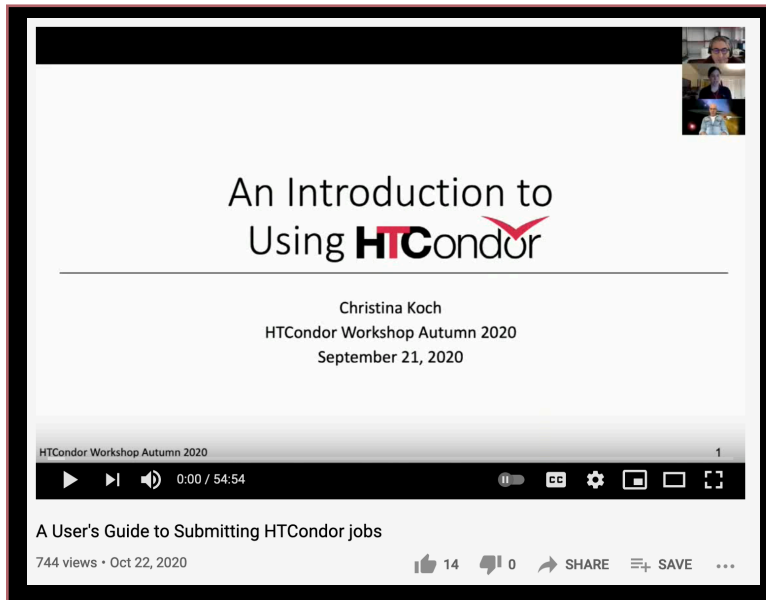 An Introduction to
Using HTCondor
Christina Koch
HTCondor Workshop Autumn 2020
September 21, 2020
HTCondor Workshop Autumn 2020 1
0:00 / 54:54 CC
A User's Guide to Submitting HTCondor jobs
744 views • Oct 22, 2020 14 0 SHARE SAVE